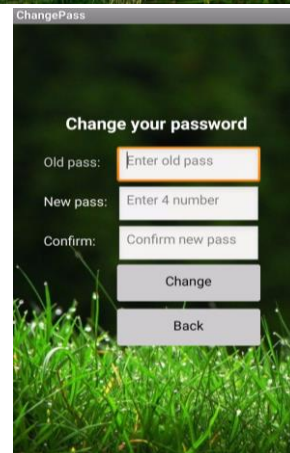 ChangePass
Change your password
Old pass: Enter old pass
New pass: Enter 4 number
Confirm: Confirm new pass
Change
Back